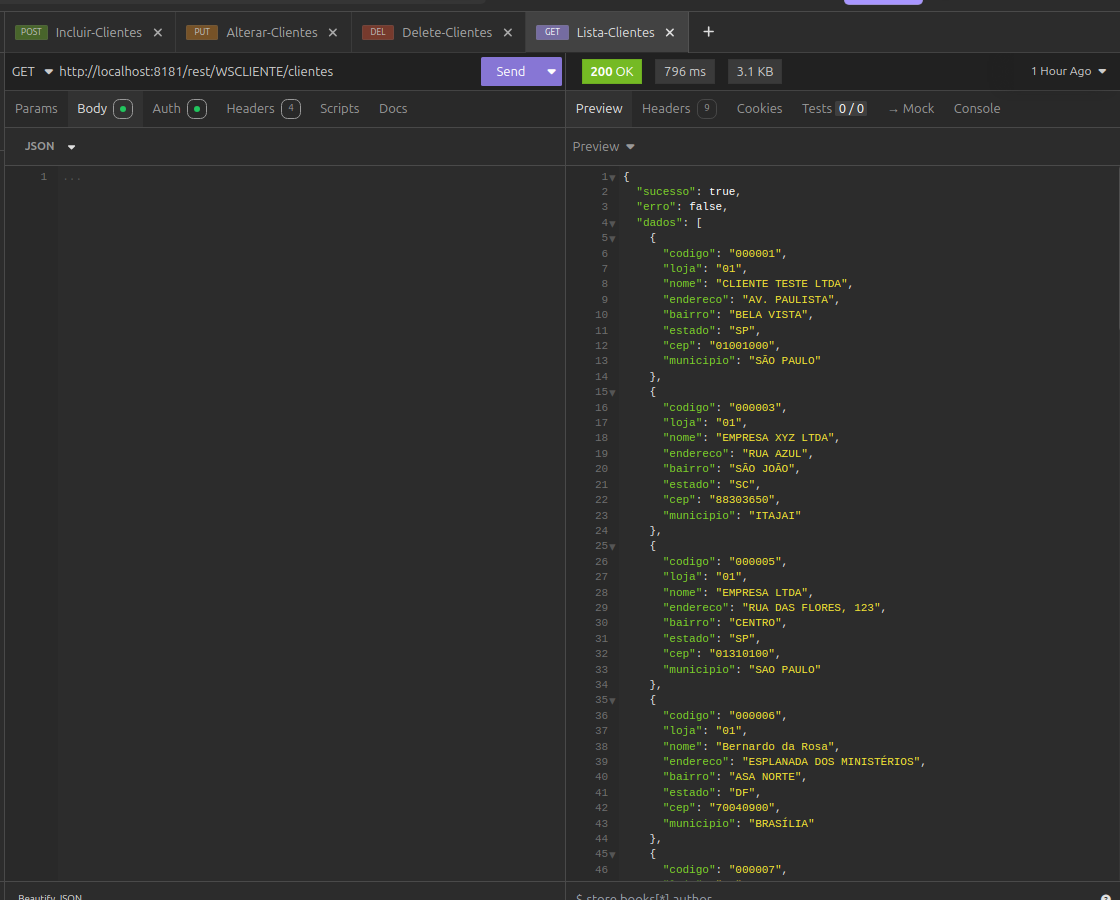 POST Incluir-Clientes × PUT Alterar-Clientes × DEL Delete-Clientes × GET Lista-Clientes × +
GET http://localhost:8181/rest/WSCLIENTE/clientes Send
200 OK 796 ms 3.1 KB 1 Hour Ago
Params Body Auth Headers 4 Scripts Docs
Preview Headers 9 Cookies Tests 0 / 0 → Mock Console
JSON
Preview
1 ...
1 {
2 "sucesso": true,
3 "erro": false,
4 "dados": [
5 {
6 "codigo": "000001",
7 "loja": "01",
8 "nome": "CLIENTE TESTE LTDA",
9 "endereco": "AV. PAULISTA",
10 "bairro": "BELA VISTA",
11 "estado": "SP",
12 "cep": "01001000",
13 "municipio": "SÃO PAULO"
14 },
15 {
16 "codigo": "000003",
17 "loja": "01",
18 "nome": "EMPRESA XYZ LTDA",
19 "endereco": "RUA AZUL",
20 "bairro": "SÃO JOÃO",
21 "estado": "SC",
22 "cep": "88303650",
23 "municipio": "ITAJAI"
24 },
25 {
26 "codigo": "000005",
27 "loja": "01",
28 "nome": "EMPRESA LTDA",
29 "endereco": "RUA DAS FLORES, 123",
30 "bairro": "CENTRO",
31 "estado": "SP",
32 "cep": "01310100",
33 "municipio": "SAO PAULO"
34 },
35 {
36 "codigo": "000006",
37 "loja": "01",
38 "nome": "Bernardo da Rosa",
39 "endereco": "ESPLANADA DOS MINISTÉRIOS",
40 "bairro": "ASA NORTE",
41 "estado": "DF",
42 "cep": "70040900",
43 "municipio": "BRASÍLIA"
44 },
45 {
46 "codigo": "000007",
Beautify JSON
$.store.books[*].author